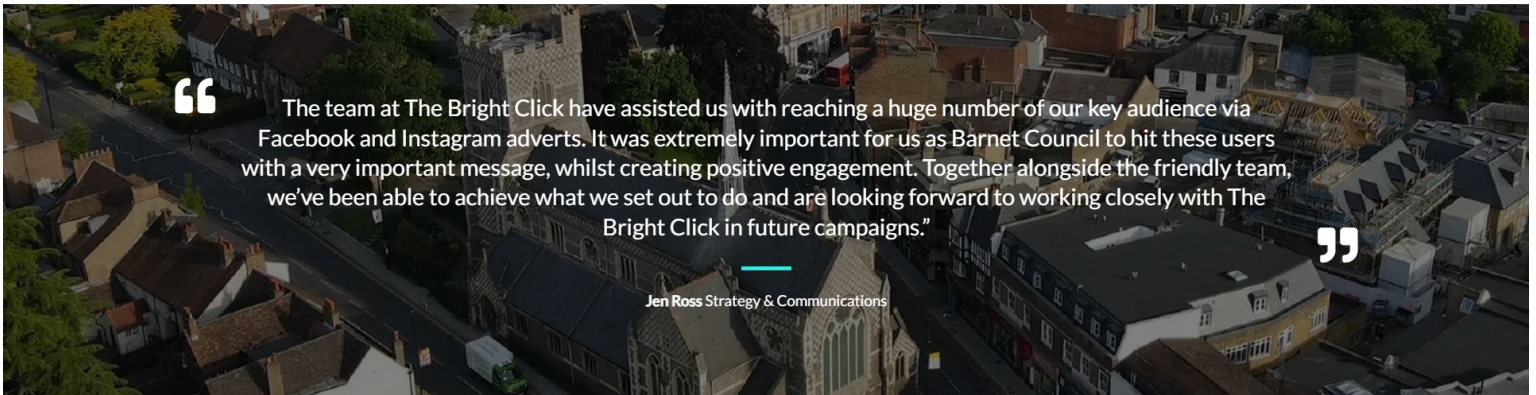 “
The team at The Bright Click have assisted us with reaching a huge number of our key audience via
Facebook and Instagram adverts. It was extremely important for us as Barnet Council to hit these users
with a very important message, whilst creating positive engagement. Together alongside the friendly team,
we’ve been able to achieve what we set out to do and are looking forward to working closely with The
Bright Click in future campaigns.”
”
Jen Ross Strategy & Communications